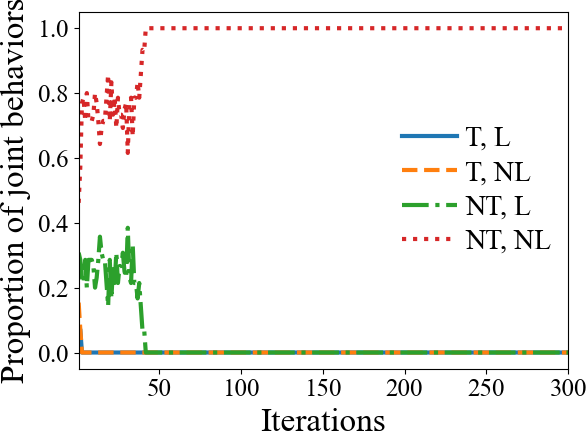 Proportion of joint behaviors
1.0
0.8
0.6
0.4
0.2
0.0
T, L
T, NL
NT, L
NT, NL
50
100
150
200
250
300
Iterations